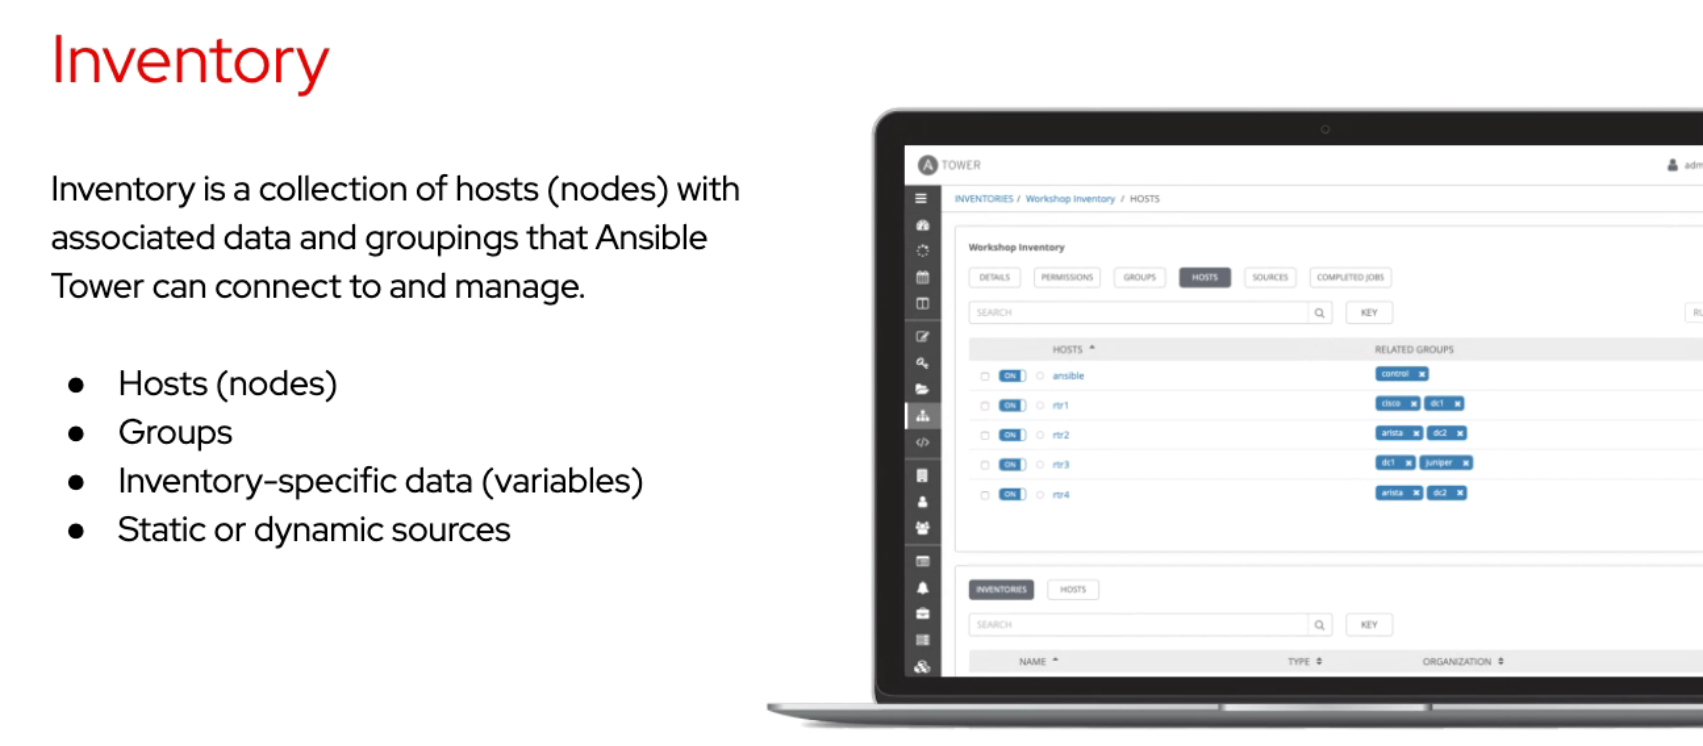 Inventory
Inventory is a collection of hosts (nodes) with
associated data and groupings that Ansible
Tower can connect to and manage.
● Hosts (nodes)
● Groups
● Inventory-specific data (variables)
● Static or dynamic sources
A TOWER
adm
INVENTORIES / Workshop Inventory / HOSTS
Workshop Inventory
DETAILS PERMISSIONS GROUPS HOSTS SOURCES COMPLETED JOBS
SEARCH KEY RU
HOSTS RELATED GROUPS
ON ansible control
ON rtr1 cisco dc1
ON rtr2 arista dc2
ON rtr3 dc1 juniper
ON rtr4 arista dc2
INVENTORIES HOSTS
SEARCH KEY
NAME TYPE ORGANIZATION